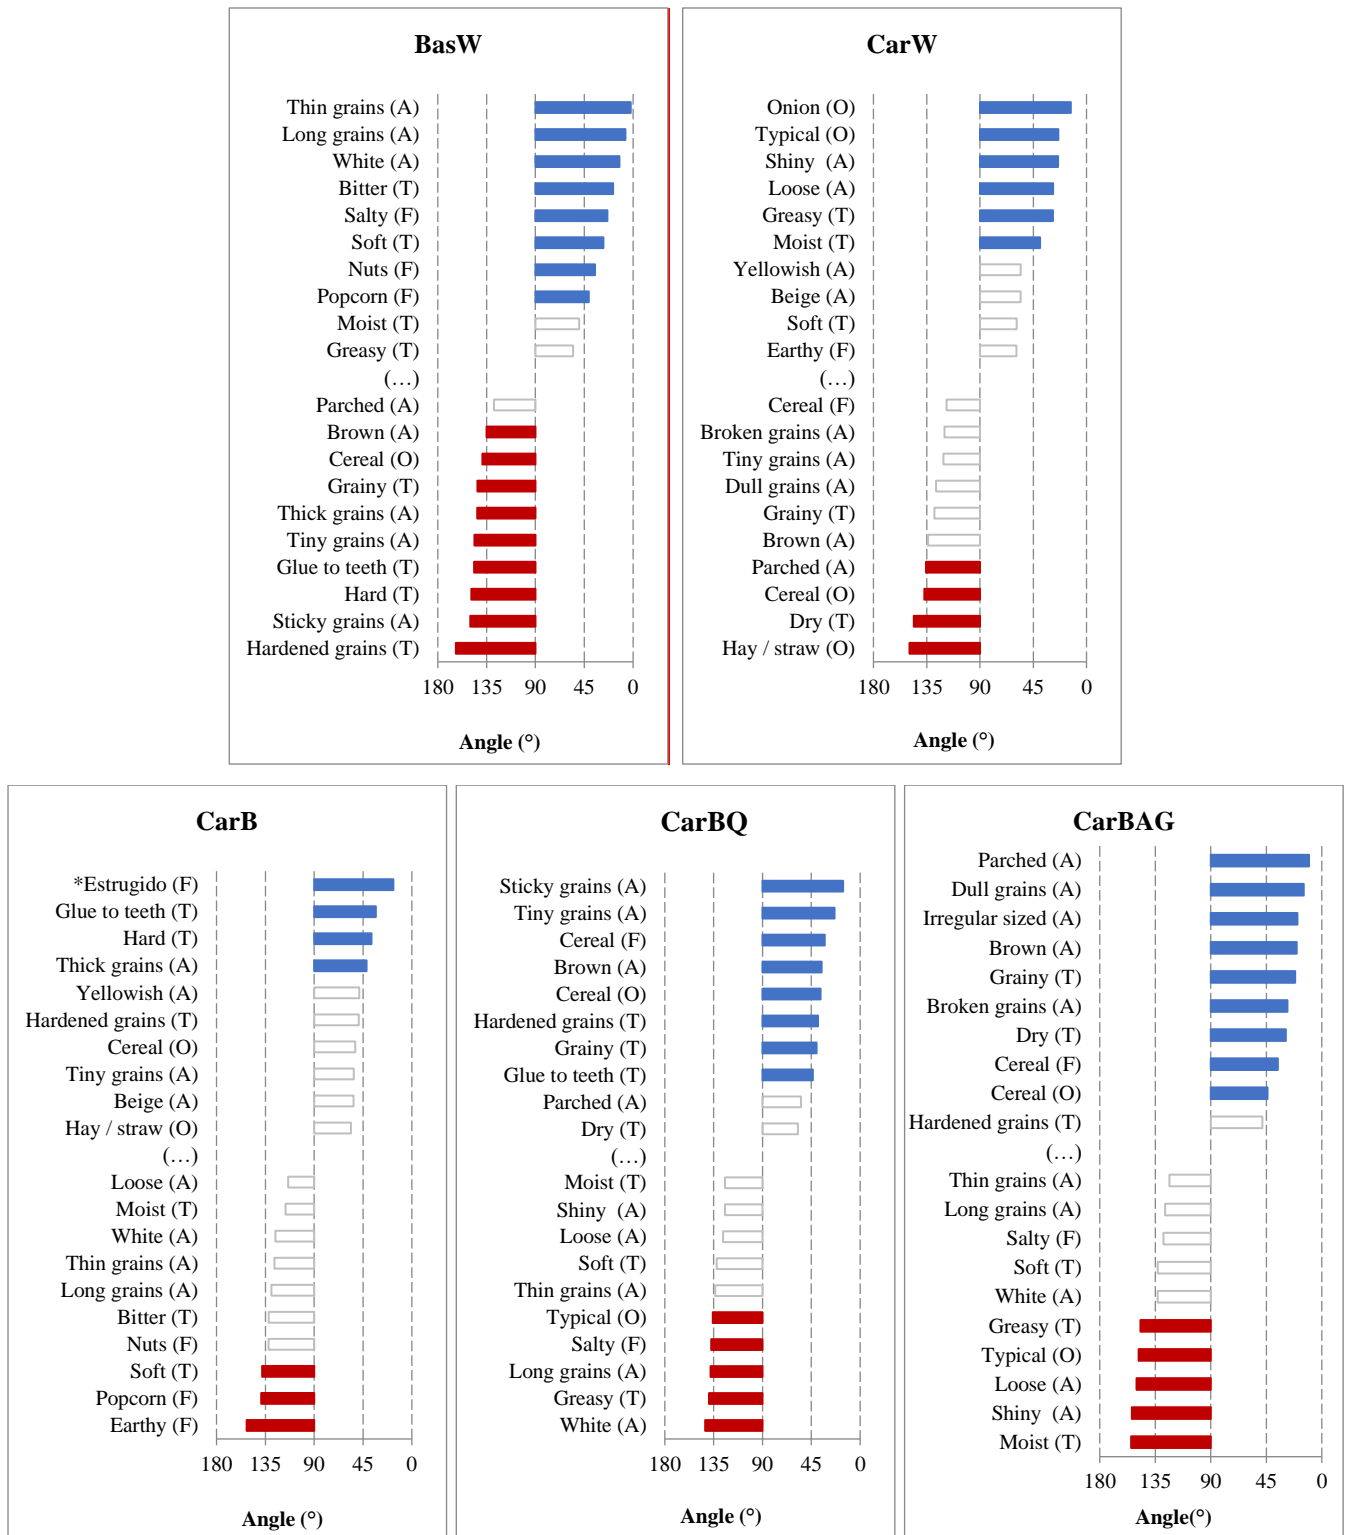 BasW
Thin grains (A)
Long grains (A)
White (A)
Bitter (T)
Salty (F)
Soft (T)
Nuts (F)
Popcorn (F)
Moist (T)
Greasy (T)
(…)
Parched (A)
Brown (A)
Cereal (O)
Grainy (T)
Thick grains (A)
Tiny grains (A)
Glue to teeth (T)
Hard (T)
Sticky grains (A)
Hardened grains (T)
180 135 90 45 0
Angle (°)
CarW
Onion (O)
Typical (O)
Shiny (A)
Loose (A)
Greasy (T)
Moist (T)
Yellowish (A)
Beige (A)
Soft (T)
Earthy (F)
(…)
Cereal (F)
Broken grains (A)
Tiny grains (A)
Dull grains (A)
Grainy (T)
Brown (A)
Parched (A)
Cereal (O)
Dry (T)
Hay / straw (O)
180 135 90 45 0
Angle (°)
CarB
*Estrugido (F)
Glue to teeth (T)
Hard (T)
Thick grains (A)
Yellowish (A)
Hardened grains (T)
Cereal (O)
Tiny grains (A)
Beige (A)
Hay / straw (O)
(…)
Loose (A)
Moist (T)
White (A)
Thin grains (A)
Long grains (A)
Bitter (T)
Nuts (F)
Soft (T)
Popcorn (F)
Earthy (F)
180 135 90 45 0
Angle (°)
CarBQ
Sticky grains (A)
Tiny grains (A)
Cereal (F)
Brown (A)
Cereal (O)
Hardened grains (T)
Grainy (T)
Glue to teeth (T)
Parched (A)
Dry (T)
(…)
Moist (T)
Shiny (A)
Loose (A)
Soft (T)
Thin grains (A)
Typical (O)
Salty (F)
Long grains (A)
Greasy (T)
White (A)
180 135 90 45 0
Angle (°)
CarBAG
Parched (A)
Dull grains (A)
Irregular sized (A)
Brown (A)
Grainy (T)
Broken grains (A)
Dry (T)
Cereal (F)
Cereal (O)
Hardened grains (T)
(…)
Thin grains (A)
Long grains (A)
Salty (F)
Soft (T)
White (A)
Greasy (T)
Typical (O)
Loose (A)
Shiny (A)
Moist (T)
180 135 90 45 0
Angle(°)